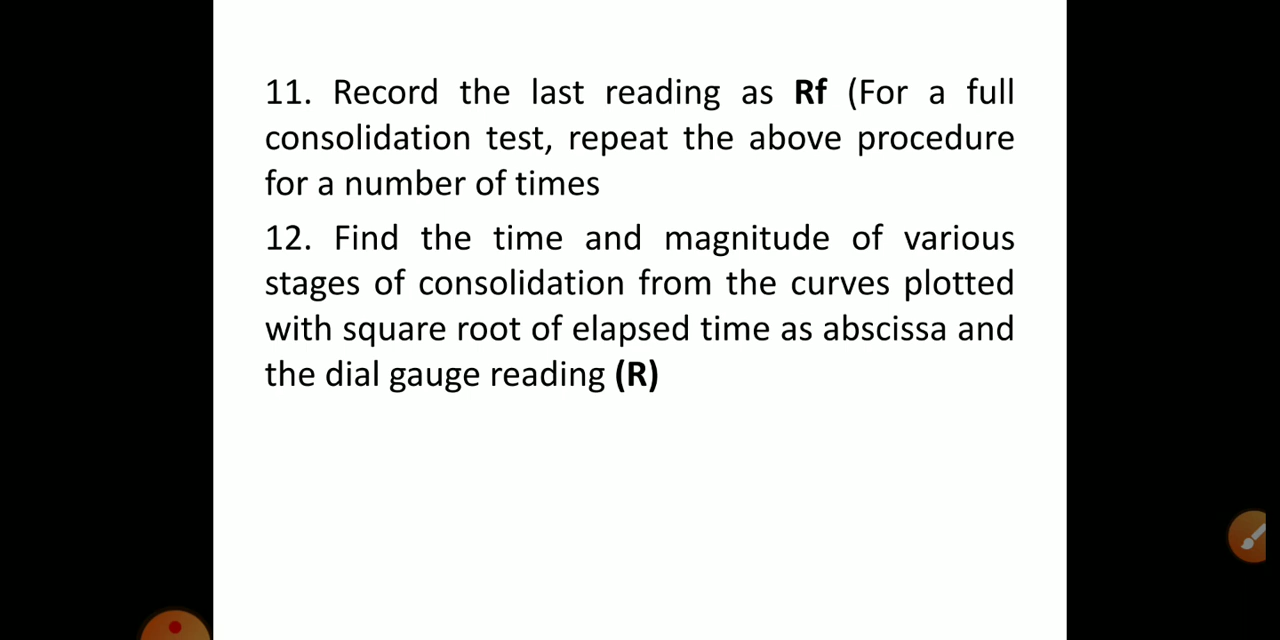 11. Record the last reading as Rf (For a full
consolidation test, repeat the above procedure
for a number of times
12. Find the time and magnitude of various
stages of consolidation from the curves plotted
with square root of elapsed time as abscissa and
the dial gauge reading (R)